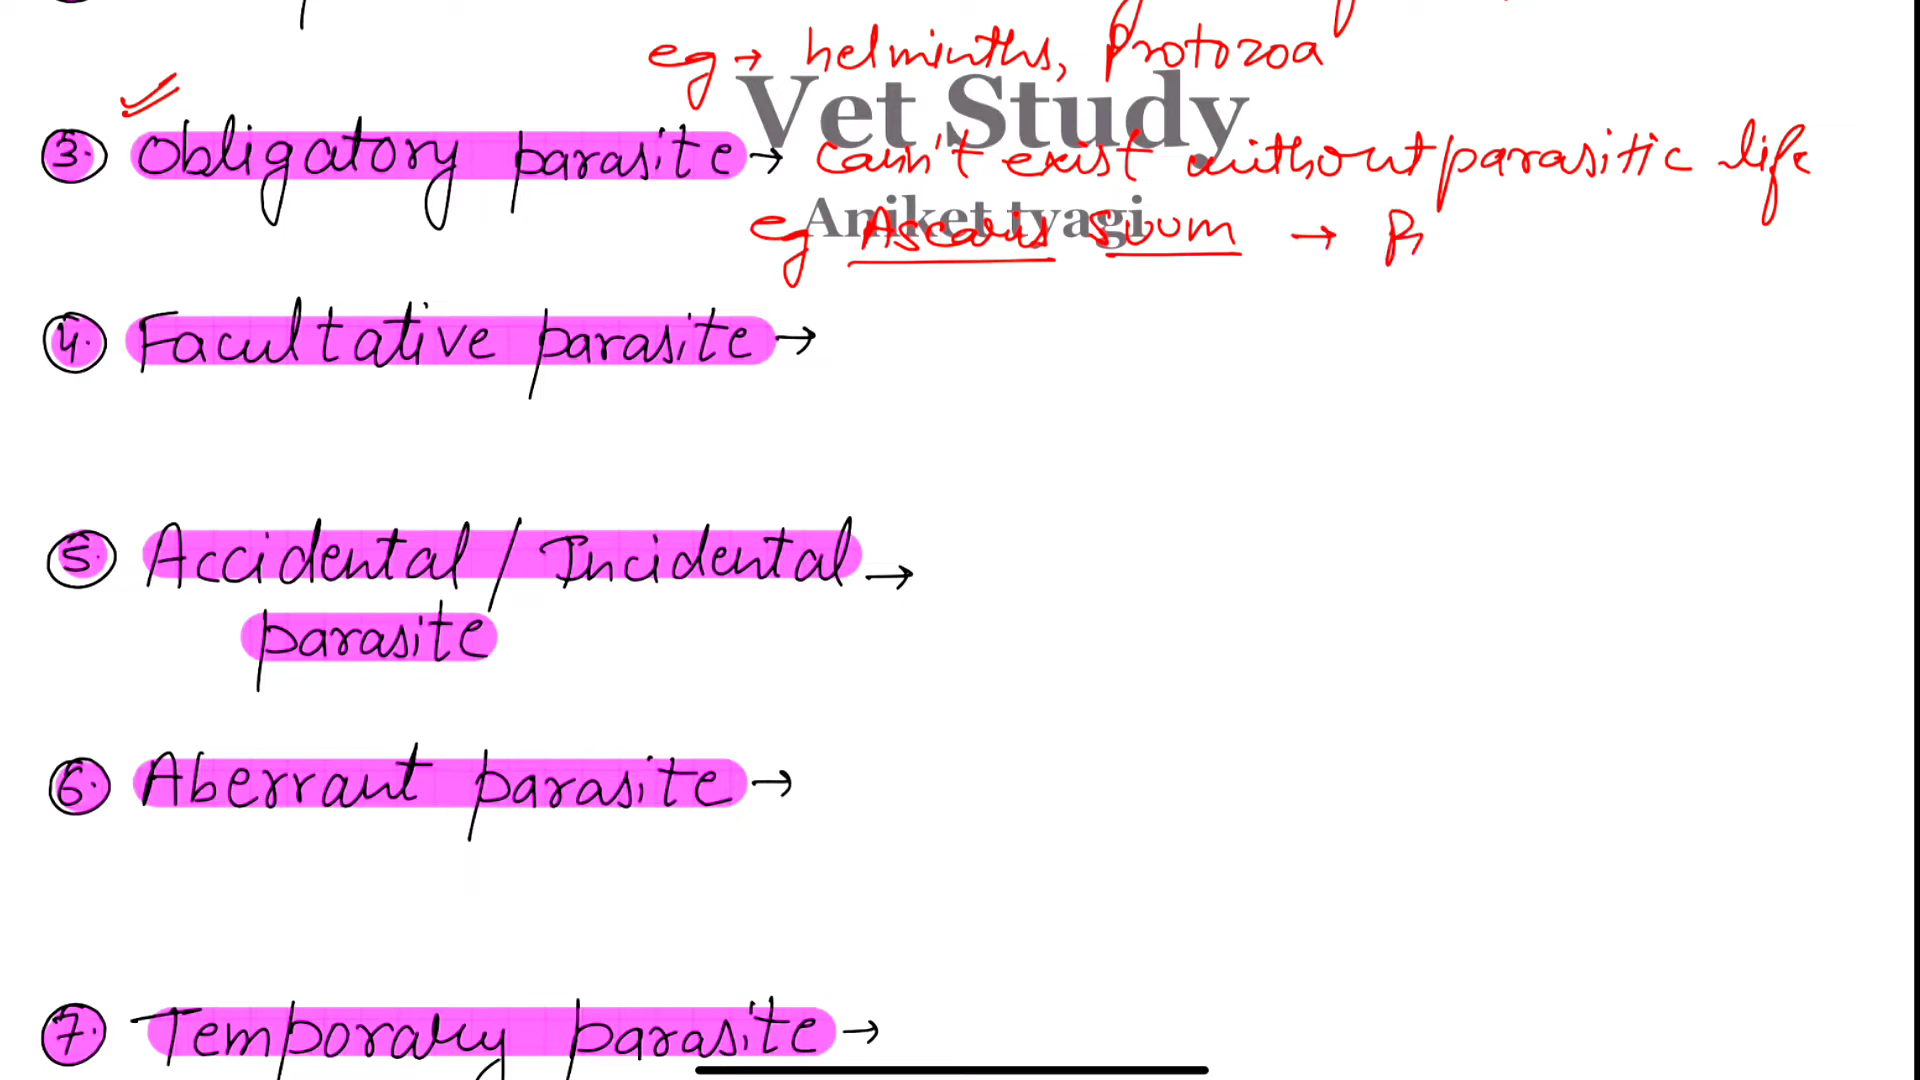 eg → helminths, Protozoa
Vet Study
3. Obligatory parasite → cann't exist without parasitic life
Aniket tyagi
eg Ascaris Suum →
4. Facultative parasite →
5. Accidental / Incidental →
parasite
6. Aberrant parasite →
7. Temporary parasite →